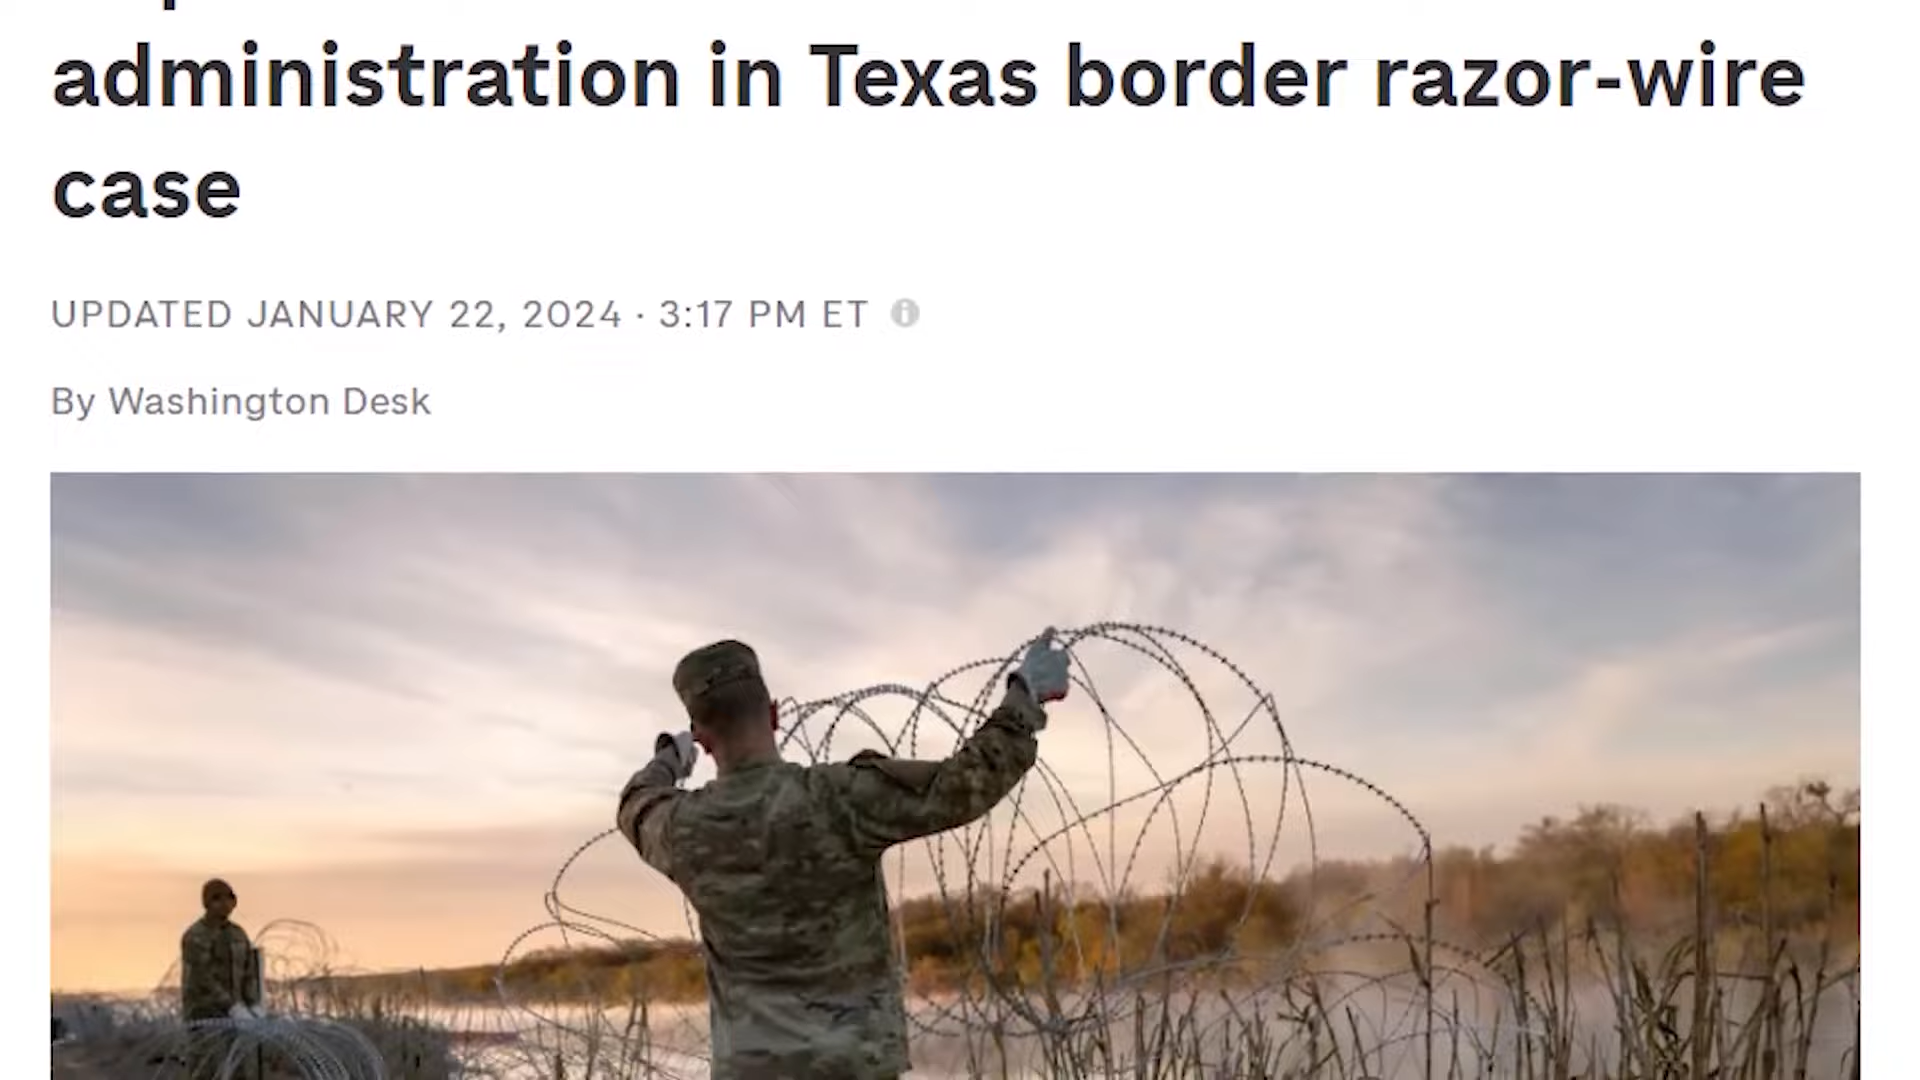 administration in Texas border razor-wire
case
UPDATED JANUARY 22, 2024 · 3:17 PM ET
By Washington Desk